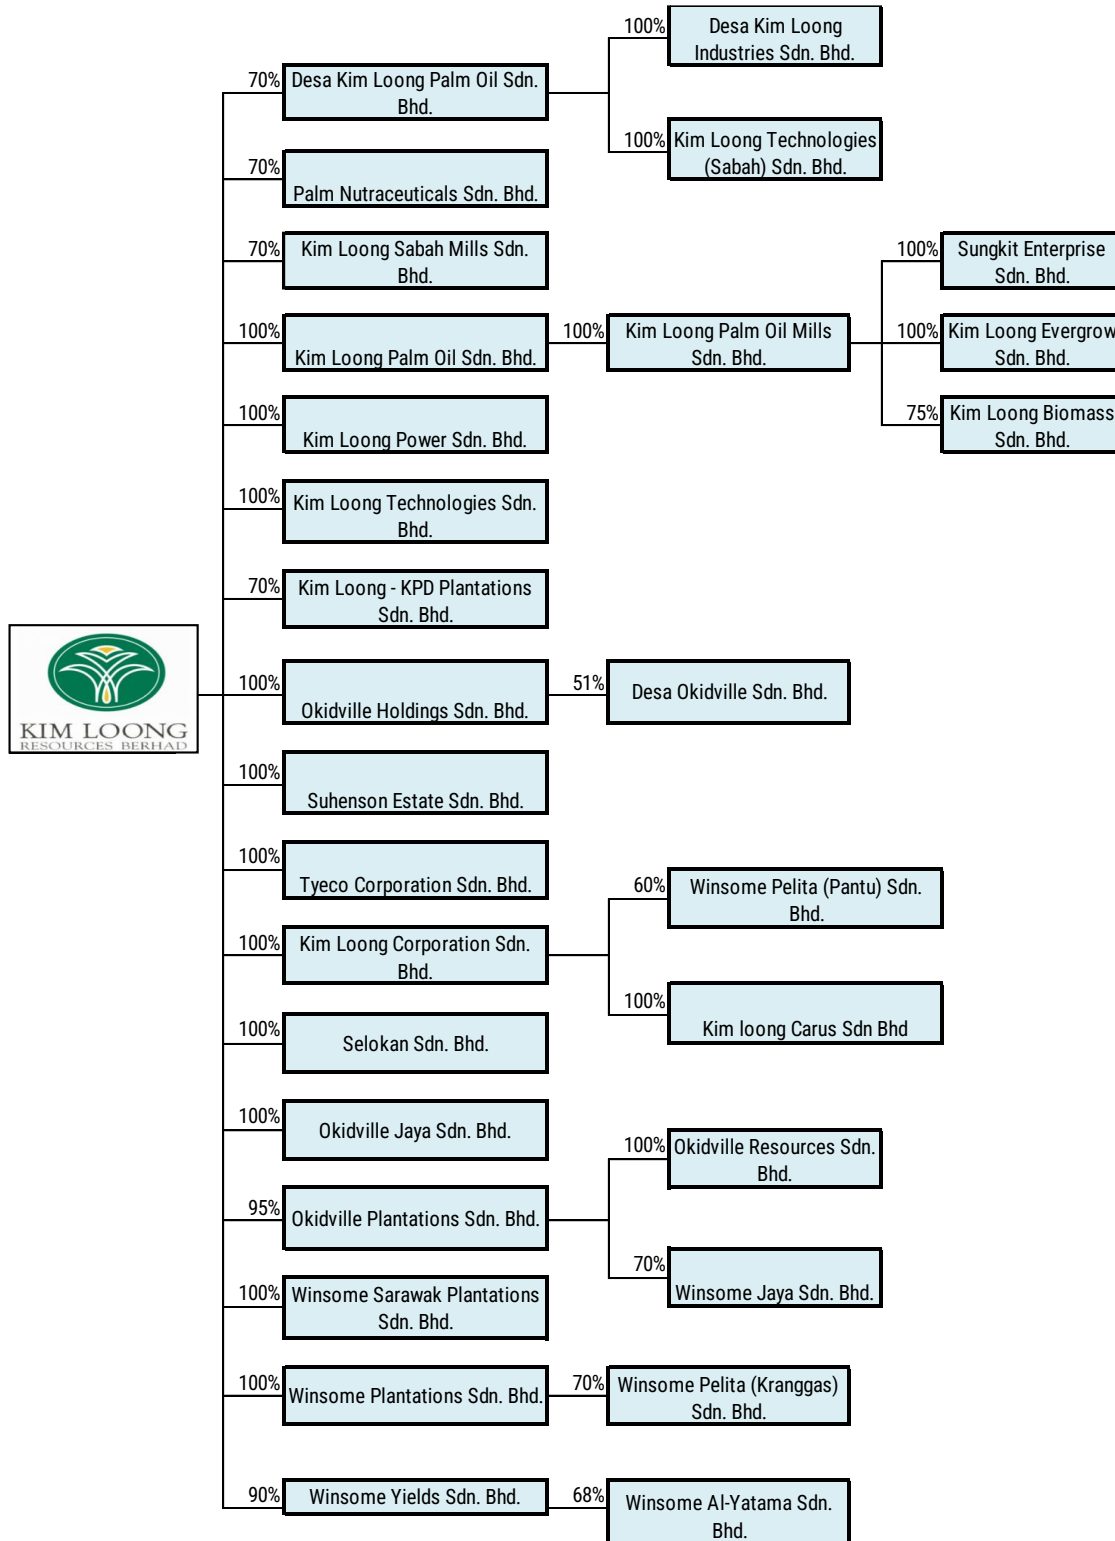 100%
Desa Kim Loong
Industries Sdn. Bhd.
70%
Desa Kim Loong Palm Oil Sdn.
Bhd.
100%
Kim Loong Technologies
(Sabah) Sdn. Bhd.
70%
Palm Nutraceuticals Sdn. Bhd.
70%
Kim Loong Sabah Mills Sdn.
Bhd.
100%
Sungkit Enterprise
Sdn. Bhd.
100%
Kim Loong Palm Oil Sdn. Bhd.
100%
Kim Loong Palm Oil Mills
Sdn. Bhd.
100%
Kim Loong Evergrow
Sdn. Bhd.
100%
Kim Loong Power Sdn. Bhd.
75%
Kim Loong Biomass
Sdn. Bhd.
100%
Kim Loong Technologies Sdn.
Bhd.
70%
Kim Loong - KPD Plantations
Sdn. Bhd.
KIM LOONG
RESOURCES BERHAD
100%
Okidville Holdings Sdn. Bhd.
51%
Desa Okidville Sdn. Bhd.
100%
Suhenson Estate Sdn. Bhd.
100%
Tyeco Corporation Sdn. Bhd.
60%
Winsome Pelita (Pantu) Sdn.
Bhd.
100%
Kim Loong Corporation Sdn.
Bhd.
100%
Kim loong Carus Sdn Bhd
100%
Selokan Sdn. Bhd.
100%
Okidville Jaya Sdn. Bhd.
100%
Okidville Resources Sdn.
Bhd.
95%
Okidville Plantations Sdn. Bhd.
70%
Winsome Jaya Sdn. Bhd.
100%
Winsome Sarawak Plantations
Sdn. Bhd.
100%
Winsome Plantations Sdn. Bhd.
70%
Winsome Pelita (Kranggas)
Sdn. Bhd.
90%
Winsome Yields Sdn. Bhd.
68%
Winsome Al-Yatama Sdn.
Bhd.